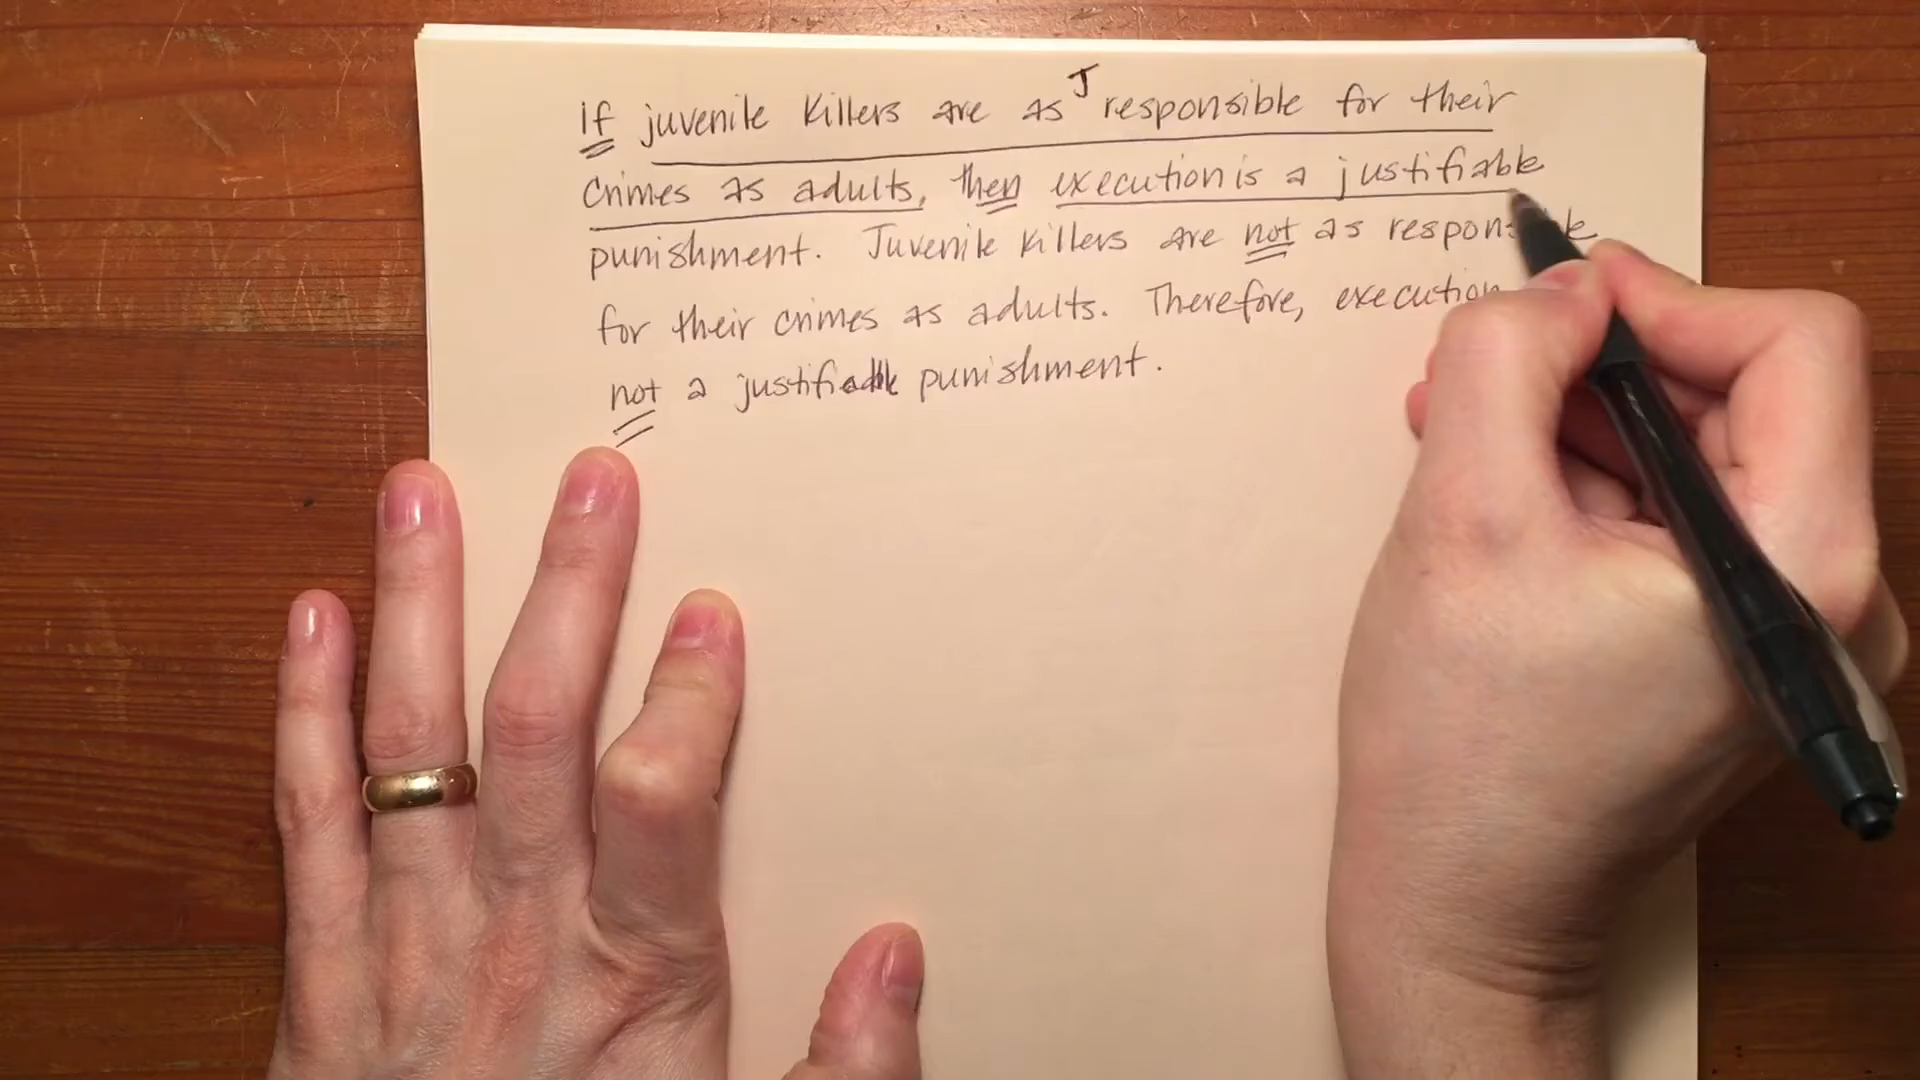 J
If juvenile killers are as responsible for their
crimes as adults, then execution is a justifiable
punishment. Juvenile killers are not as responsible
for their crimes as adults. Therefore, execution
not a justifiable punishment.